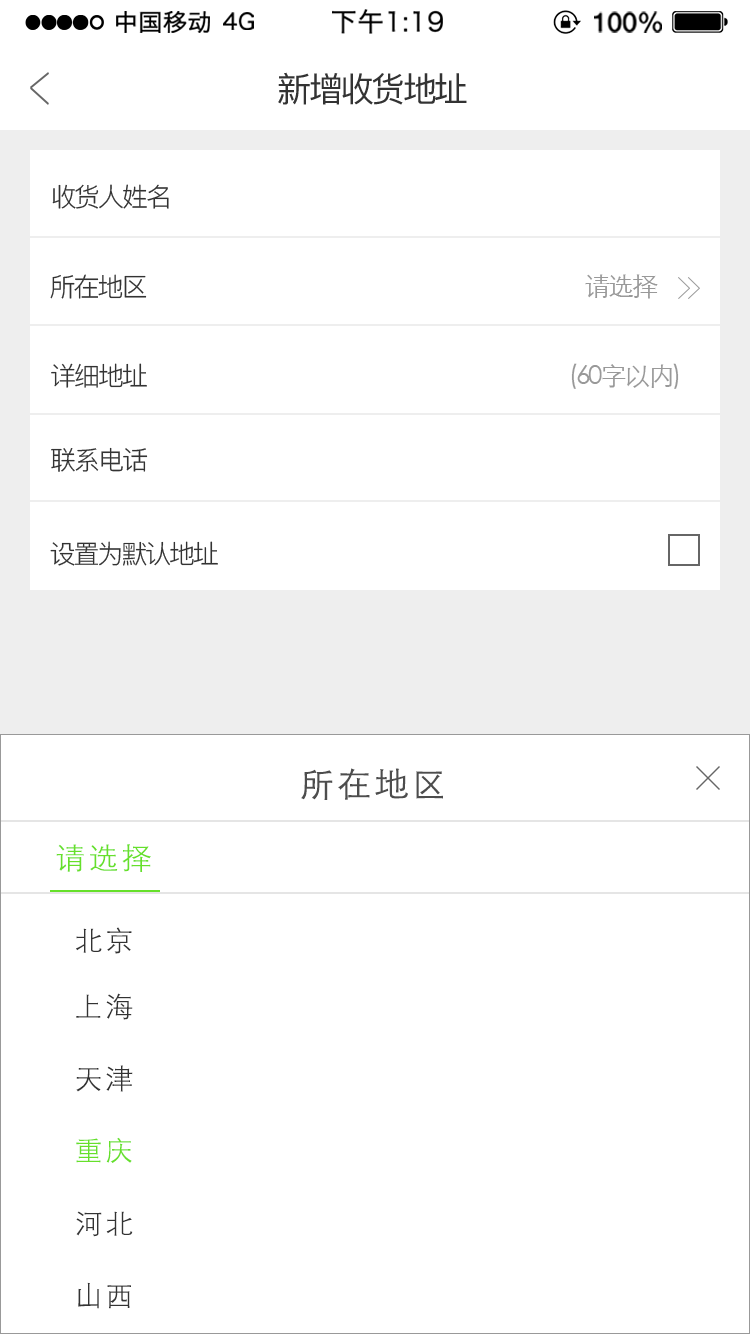 中国移动 4G 下午1:19 100%
新增收货地址
收货人姓名
所在地区 请选择
详细地址 (60字以内)
联系电话
设置为默认地址
所在地区
请选择
北京
上海
天津
重庆
河北
山西